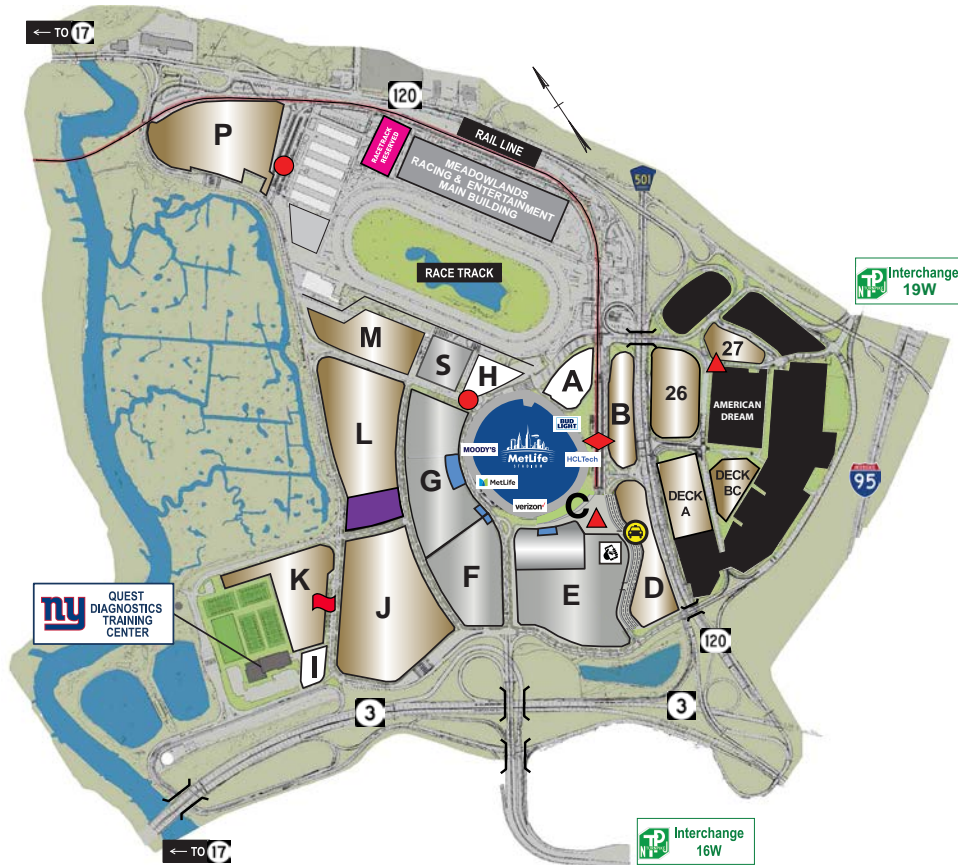 ← TO 17
120
P
RAIL LINE
RACETRACK
RESERVED
MEADOWLANDS
RACING & ENTERTAINMENT
MAIN BUILDING
501
RACE TRACK
Interchange
19W
M
S
H
A
B
26
27
AMERICAN
DREAM
L
G
BUD
LIGHT
MOODY'S
MetLife
STADIUM
HCLTech
MetLife
verizon
C
DECK
A
DECK
BC
95
K
J
F
E
D
I
ny
QUEST
DIAGNOSTICS
TRAINING
CENTER
120
3
3
← TO 17
Interchange
16W